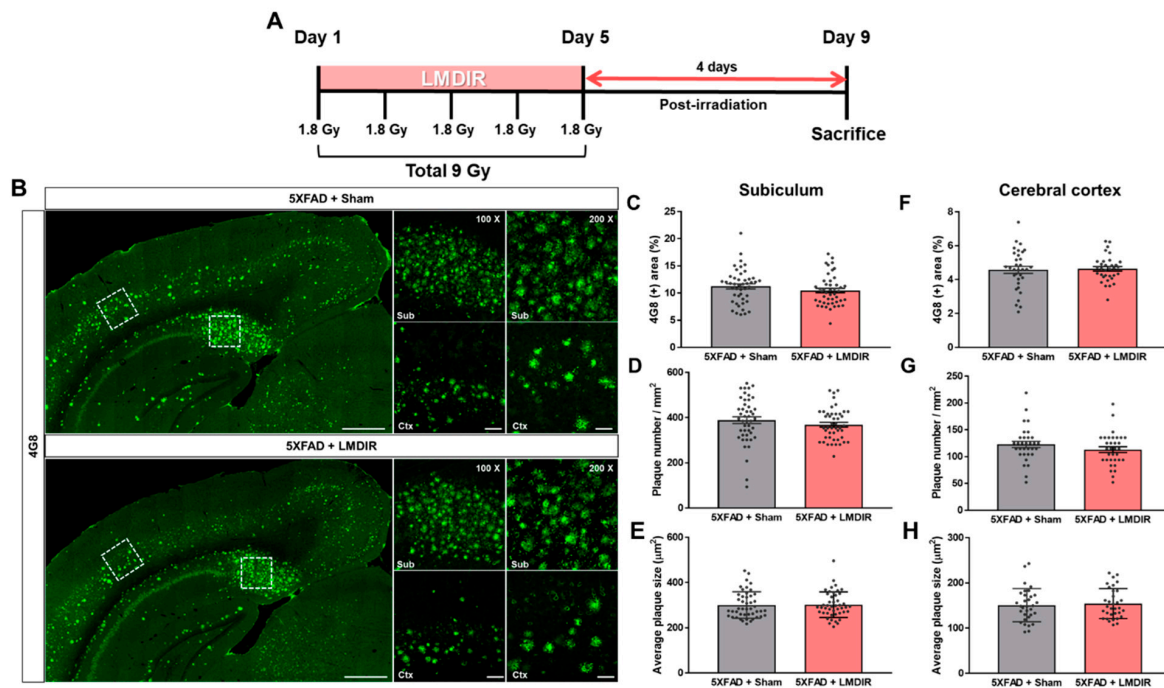 A
Day 1
Day 5
Day 9
LMDIR
4 days
Post-irradiation
1.8 Gy
1.8 Gy
1.8 Gy
1.8 Gy
1.8 Gy
Sacrifice
Total 9 Gy
B
5XFAD + Sham
4G8
100 X
200 X
Sub
Sub
Ctx
Ctx
5XFAD + LMDIR
100 X
200 X
Sub
Sub
Ctx
Ctx
Subiculum
Cerebral cortex
C
4G8 (+) area (%)
25
20
15
10
5
0
5XFAD + Sham
5XFAD + LMDIR
F
4G8 (+) area (%)
8
6
4
2
0
5XFAD + Sham
5XFAD + LMDIR
D
Plaque number / mm²
600
400
200
0
5XFAD + Sham
5XFAD + LMDIR
G
Plaque number / mm²
250
200
150
100
50
0
5XFAD + Sham
5XFAD + LMDIR
E
Average plaque size (μm²)
600
400
200
0
5XFAD + Sham
5XFAD + LMDIR
H
Average plaque size (μm²)
300
200
100
0
5XFAD + Sham
5XFAD + LMDIR